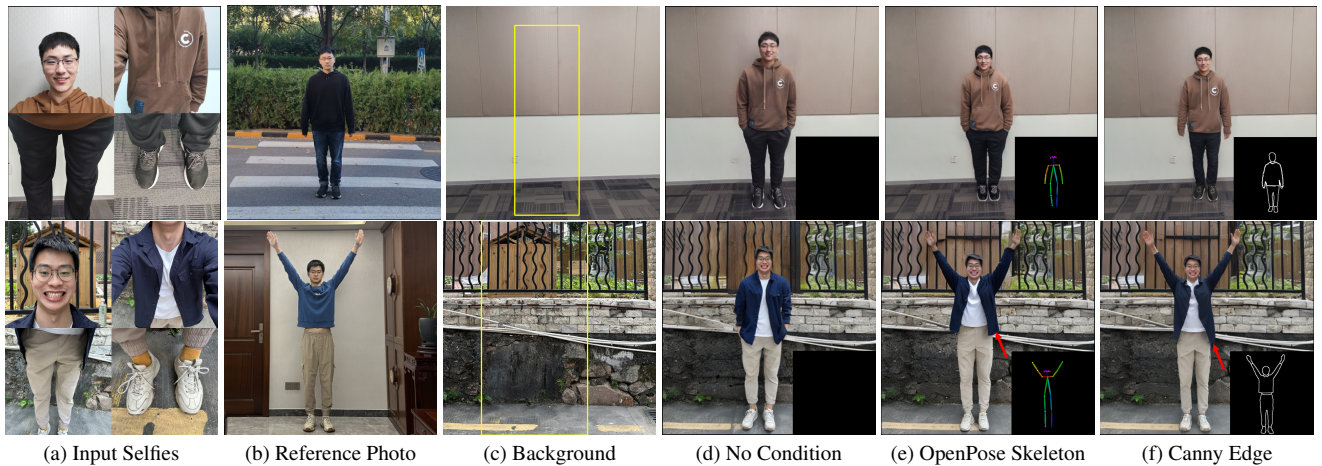 (a) Input Selfies
(b) Reference Photo
(c) Background
(d) No Condition
(e) OpenPose Skeleton
(f) Canny Edge